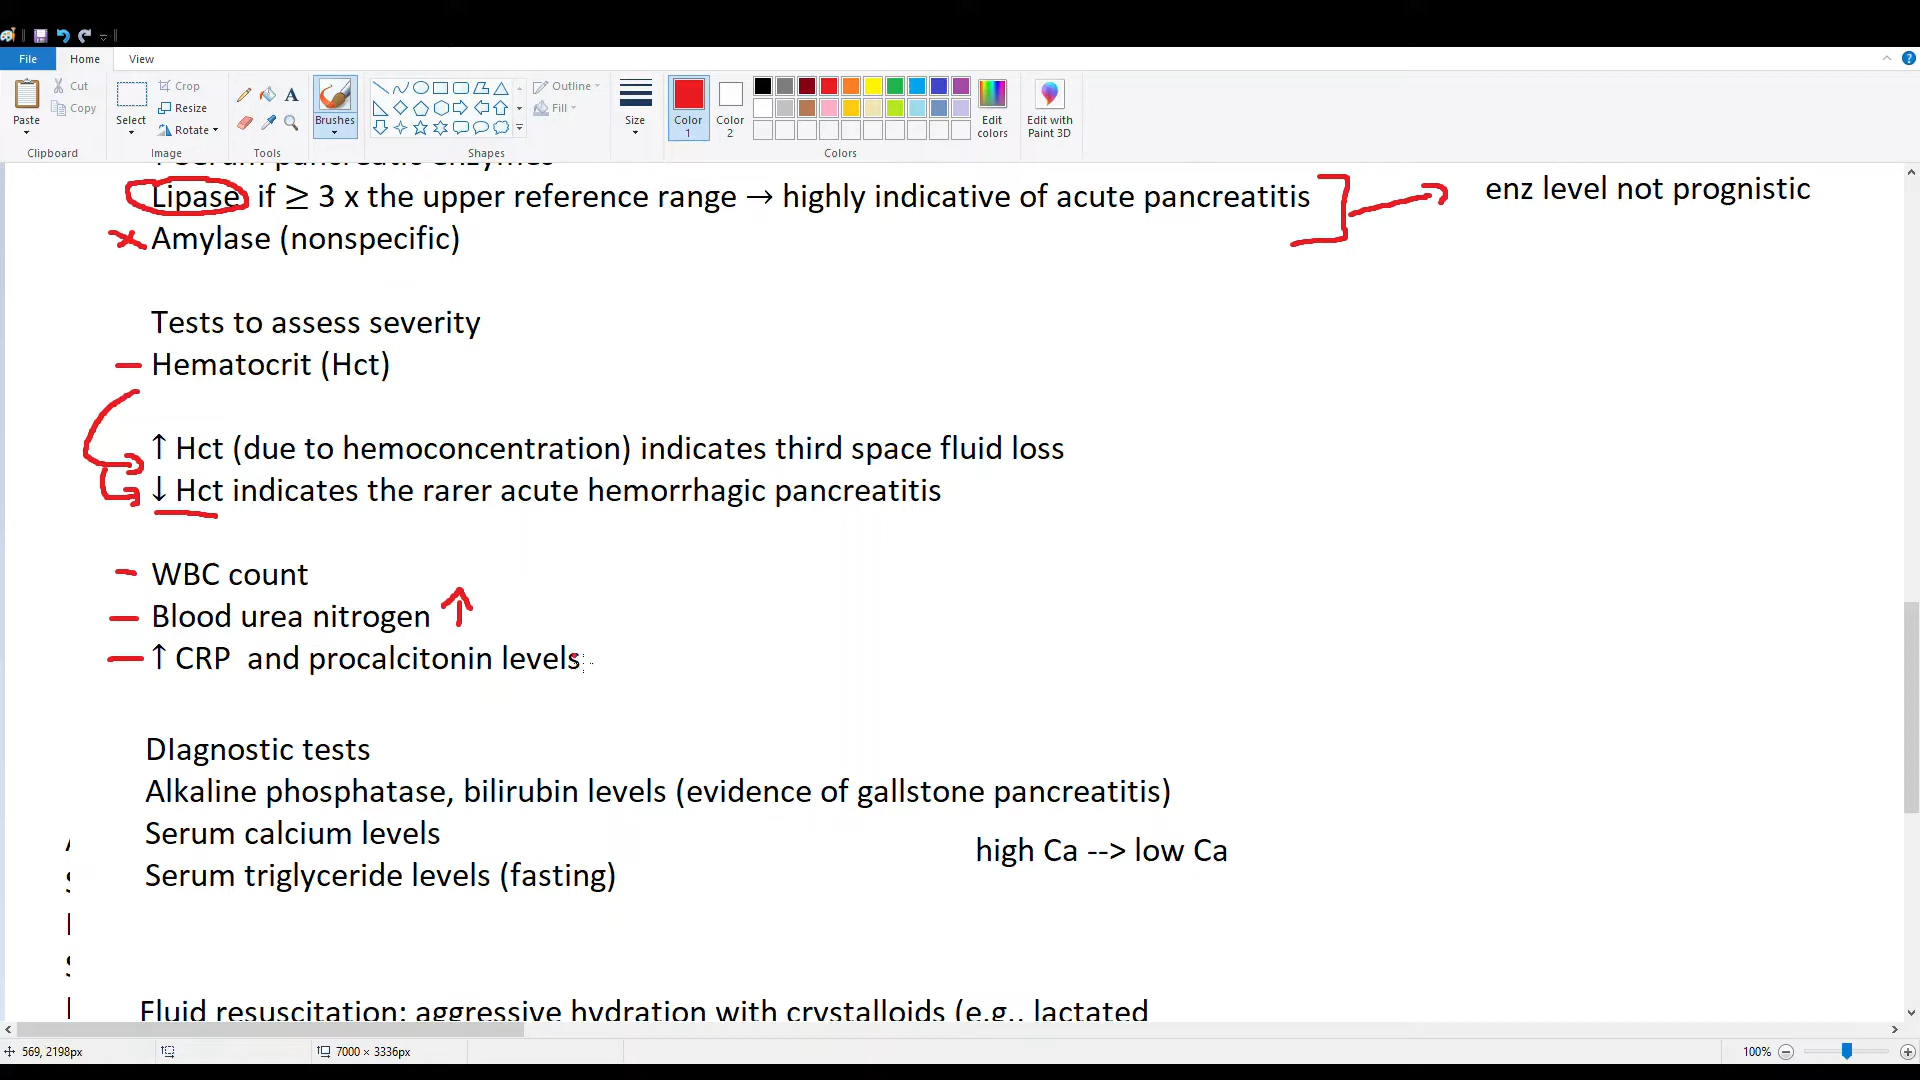 File Home View
Paste
Cut
Copy
Clipboard
Select
Crop
Resize
Rotate
Image
A
Tools
Brushes
Outline
Fill
Shapes
Size
Color 1
Color 2
Edit colors
Edit with Paint 3D
Colors
↑ Serum pancreatic enzymes
Lipase if ≥ 3 x the upper reference range → highly indicative of acute pancreatitis
enz level not prognistic
Amylase (nonspecific)
Tests to assess severity
Hematocrit (Hct)
↑ Hct (due to hemoconcentration) indicates third space fluid loss
↓ Hct indicates the rarer acute hemorrhagic pancreatitis
WBC count
Blood urea nitrogen ↑
↑ CRP and procalcitonin levels
DIagnostic tests
Alkaline phosphatase, bilirubin levels (evidence of gallstone pancreatitis)
Serum calcium levels
high Ca --> low Ca
Serum triglyceride levels (fasting)
Fluid resuscitation: aggressive hydration with crystalloids (e.g., lactated
569, 2198px
7000 × 3336px
100%